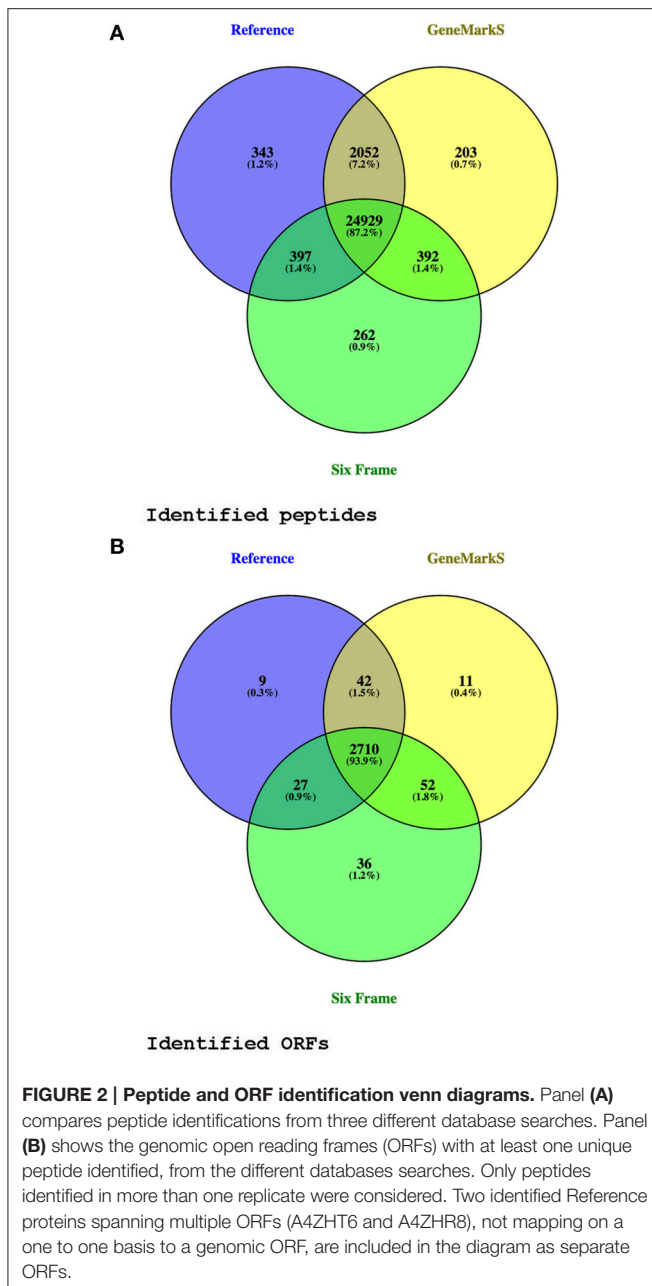 A
Reference
GeneMarkS
343
(1.2%)
2052
(7.2%)
203
(0.7%)
24929
(87.2%)
397
(1.4%)
392
(1.4%)
262
(0.9%)
Six Frame
Identified peptides
B
Reference
GeneMarkS
9
(0.3%)
42
(1.5%)
11
(0.4%)
2710
(93.9%)
27
(0.9%)
52
(1.8%)
36
(1.2%)
Six Frame
Identified ORFs
FIGURE 2 | Peptide and ORF identification venn diagrams. Panel (A)
compares peptide identifications from three different database searches. Panel
(B) shows the genomic open reading frames (ORFs) with at least one unique
peptide identified, from the different databases searches. Only peptides
identified in more than one replicate were considered. Two identified Reference
proteins spanning multiple ORFs (A4ZHT6 and A4ZHR8), not mapping on a
one to one basis to a genomic ORF, are included in the diagram as separate
ORFs.